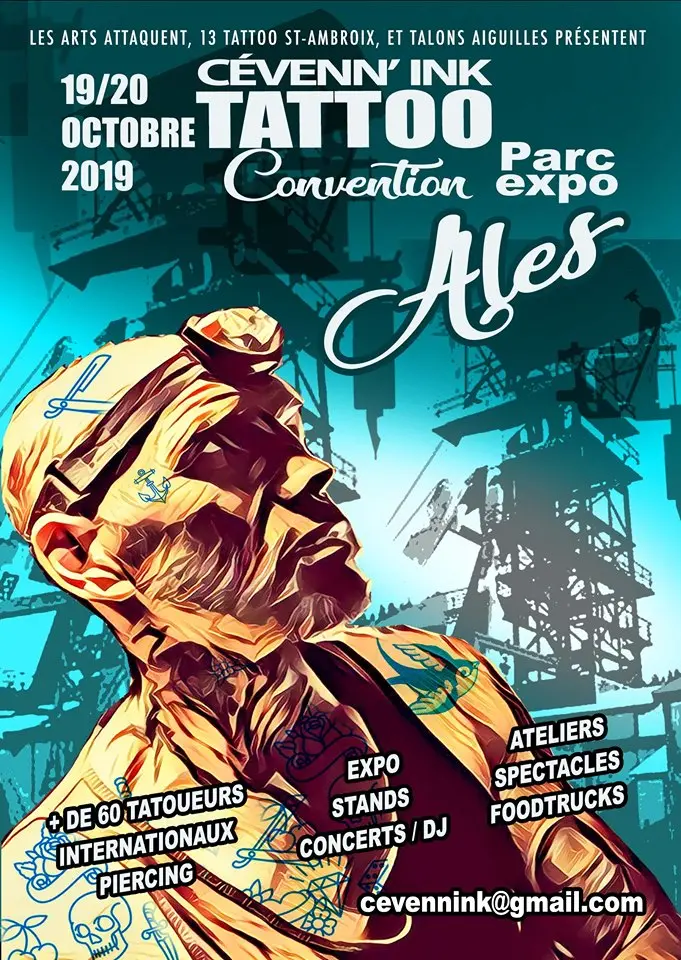 LES ARTS ATTAQUENT, 13 TATTOO ST-AMBROIX, ET TALONS AIGUILLES PRÉSENTENT
19/20
OCTOBRE
2019
CÉVENN' INK
TATTOO
Convention
Parc
expo
Ales
+ DE 60 TATOUEURS
INTERNATIONAUX
PIERCING
EXPO
STANDS
CONCERTS / DJ
ATELIERS
SPECTACLES
FOODTRUCKS
cevennink@gmail.com